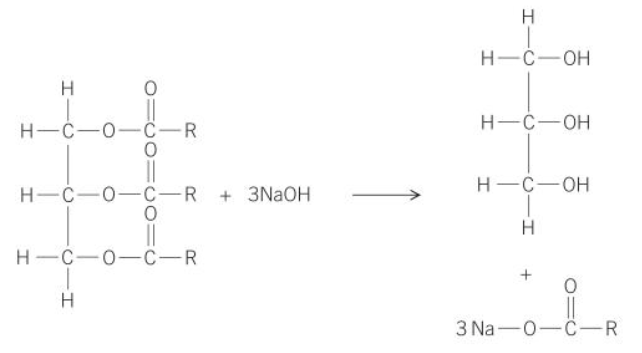 H O
H—C—O—C—R
O
H—C—O—C—R + 3NaOH ⟶
O
H—C—O—C—R
H
H
H—C—OH
H—C—OH
H—C—OH
H
+
O
3 Na—O—C—R